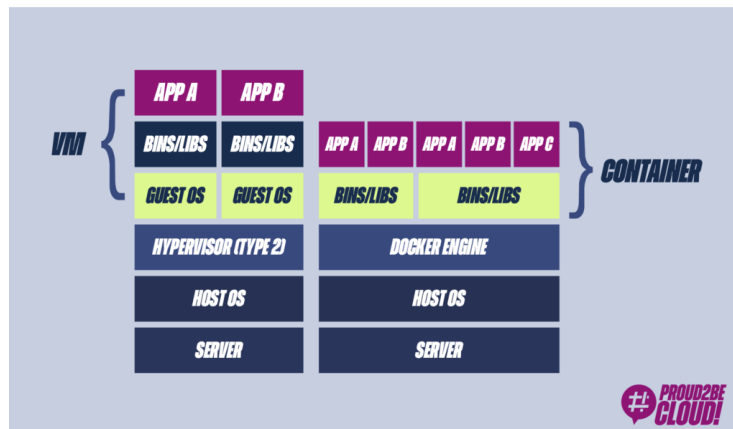 VM
APP A APP B
BINS/LIBS BINS/LIBS
GUEST OS GUEST OS
HYPERVISOR (TYPE 2)
HOST OS
SERVER
APP A APP B APP A APP B APP C
BINS/LIBS BINS/LIBS
DOCKER ENGINE
HOST OS
SERVER
CONTAINER
#! PROUD2BE
CLOUD!